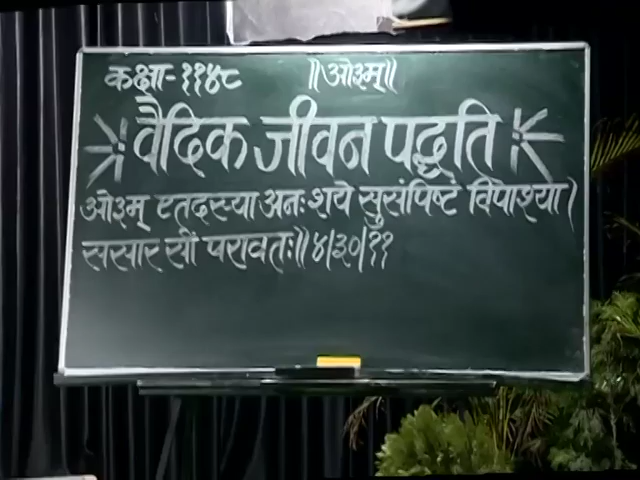 कक्षा-११४८ ॥ओ३म्॥
वैदिक जीवन पद्धति
ओ३म् एतदस्या अनःशये सुसंपिष्टं विपाश्या।
ससार सीं परावतः॥४/३०/११